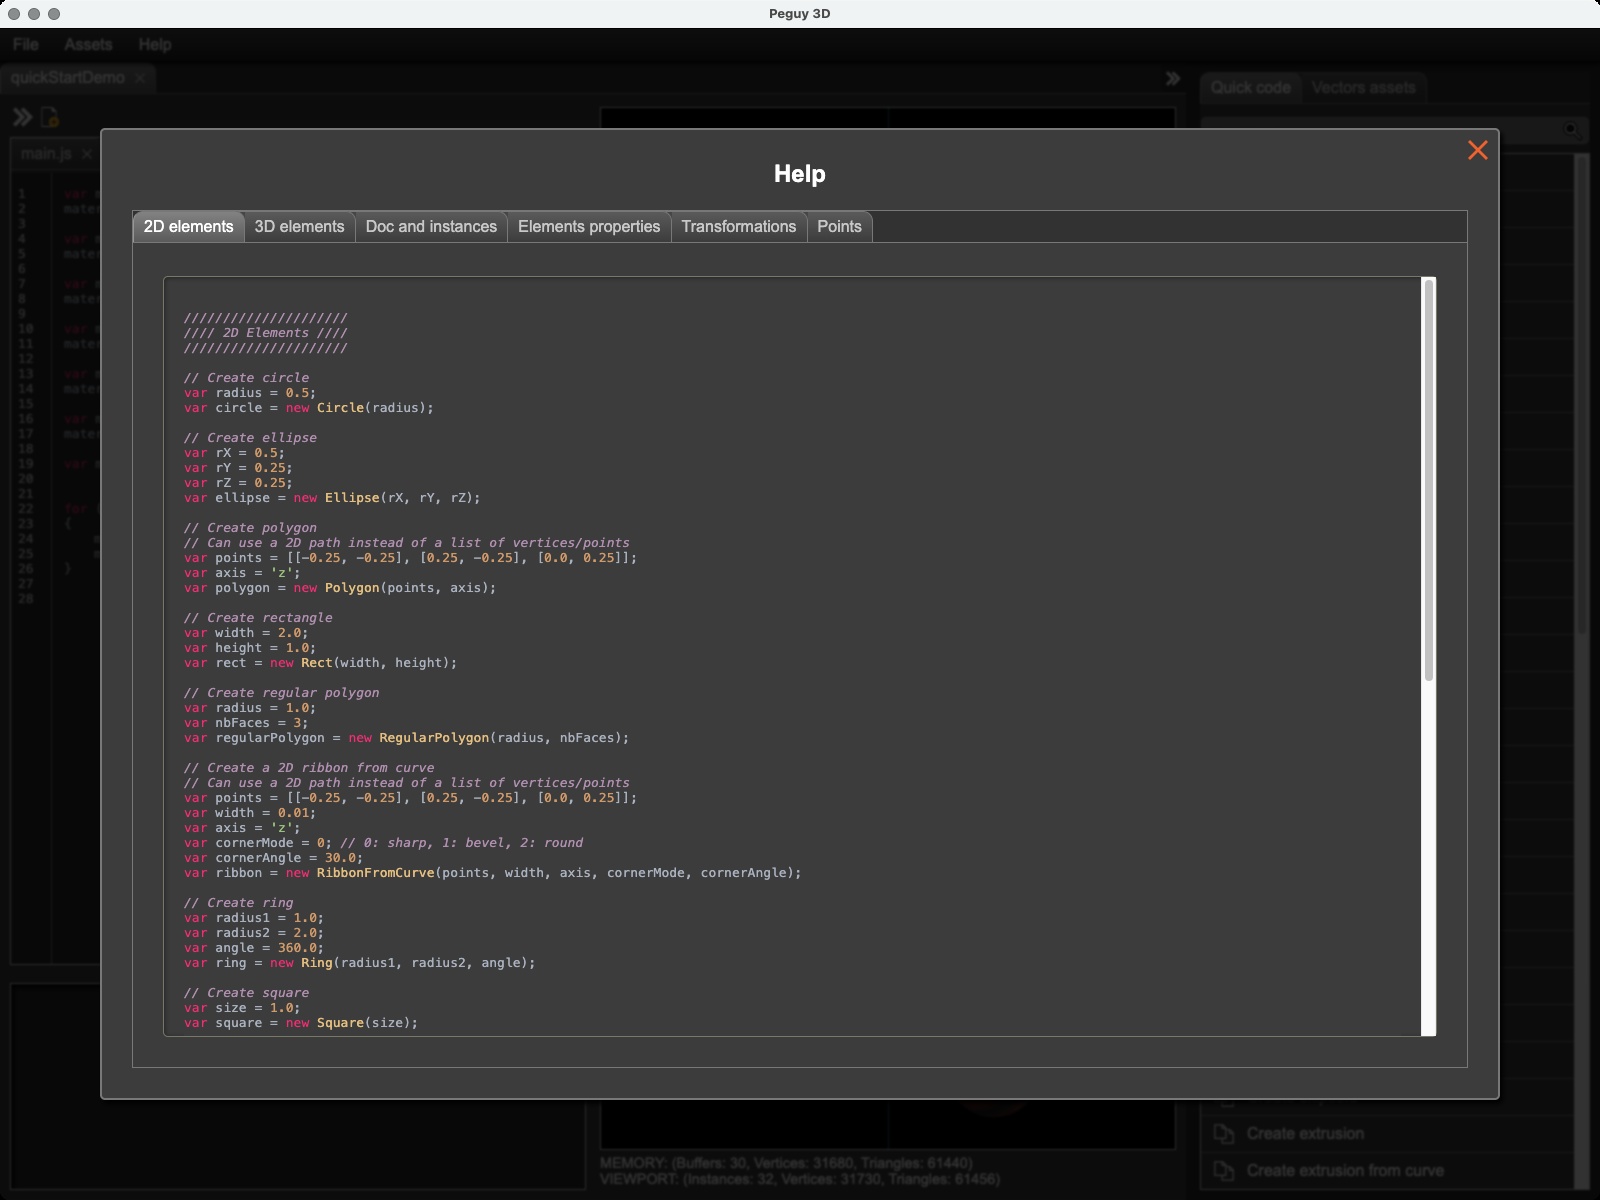 Peguy 3D
File Assets Help
quickStartDemo
Quick code Vectors assets
main.js
Help
2D elements 3D elements Doc and instances Elements properties Transformations Points
/////////////////////
//// 2D Elements ////
/////////////////////
// Create circle
var radius = 0.5;
var circle = new Circle(radius);
// Create ellipse
var rX = 0.5;
var rY = 0.25;
var rZ = 0.25;
var ellipse = new Ellipse(rX, rY, rZ);
// Create polygon
// Can use a 2D path instead of a list of vertices/points
var points = [[-0.25, -0.25], [0.25, -0.25], [0.0, 0.25]];
var axis = 'z';
var polygon = new Polygon(points, axis);
// Create rectangle
var width = 2.0;
var height = 1.0;
var rect = new Rect(width, height);
// Create regular polygon
var radius = 1.0;
var nbFaces = 3;
var regularPolygon = new RegularPolygon(radius, nbFaces);
// Create a 2D ribbon from curve
// Can use a 2D path instead of a list of vertices/points
var points = [[-0.25, -0.25], [0.25, -0.25], [0.0, 0.25]];
var width = 0.01;
var axis = 'z';
var cornerMode = 0; // 0: sharp, 1: bevel, 2: round
var cornerAngle = 30.0;
var ribbon = new RibbonFromCurve(points, width, axis, cornerMode, cornerAngle);
// Create ring
var radius1 = 1.0;
var radius2 = 2.0;
var angle = 360.0;
var ring = new Ring(radius1, radius2, angle);
// Create square
var size = 1.0;
var square = new Square(size);
Create extrusion
Create extrusion from curve
MEMORY: (Buffers: 30, Vertices: 31680, Triangles: 61440)
VIEWPORT: (Instances: 32, Vertices: 31730, Triangles: 61456)